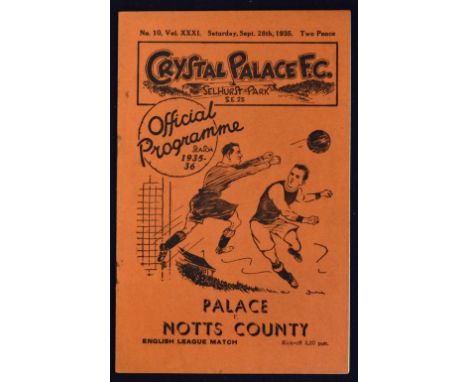 No. 10, Vol. XXXI. Saturday, Sept. 28th, 1935. Two Pence
CRYSTAL PALACE F.C.
SELHURST PARK
S.E.25
Official
Programme
SEASON
1935-
36
PALACE
v.
NOTTS COUNTY
ENGLISH LEAGUE MATCH Kick-off 3.30 p.m.